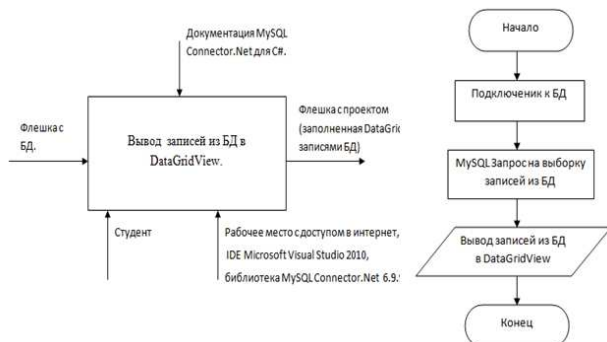 Документация MySQL
Connector.Net для C#.
Флешка с
БД.
Вывод записей из БД в
DataGridView.
Флешка с проектом
(заполненная DataGric
записями БД)
Студент
Рабочее место с доступом в интернет,
IDE Microsoft Visual Studio 2010,
библиотека MySQL Connector.Net 6.9.
Начало
Подключеник к БД
MySQL Запрос на выборку
записей из БД
Вывод записей из БД
в DataGridView
Конец